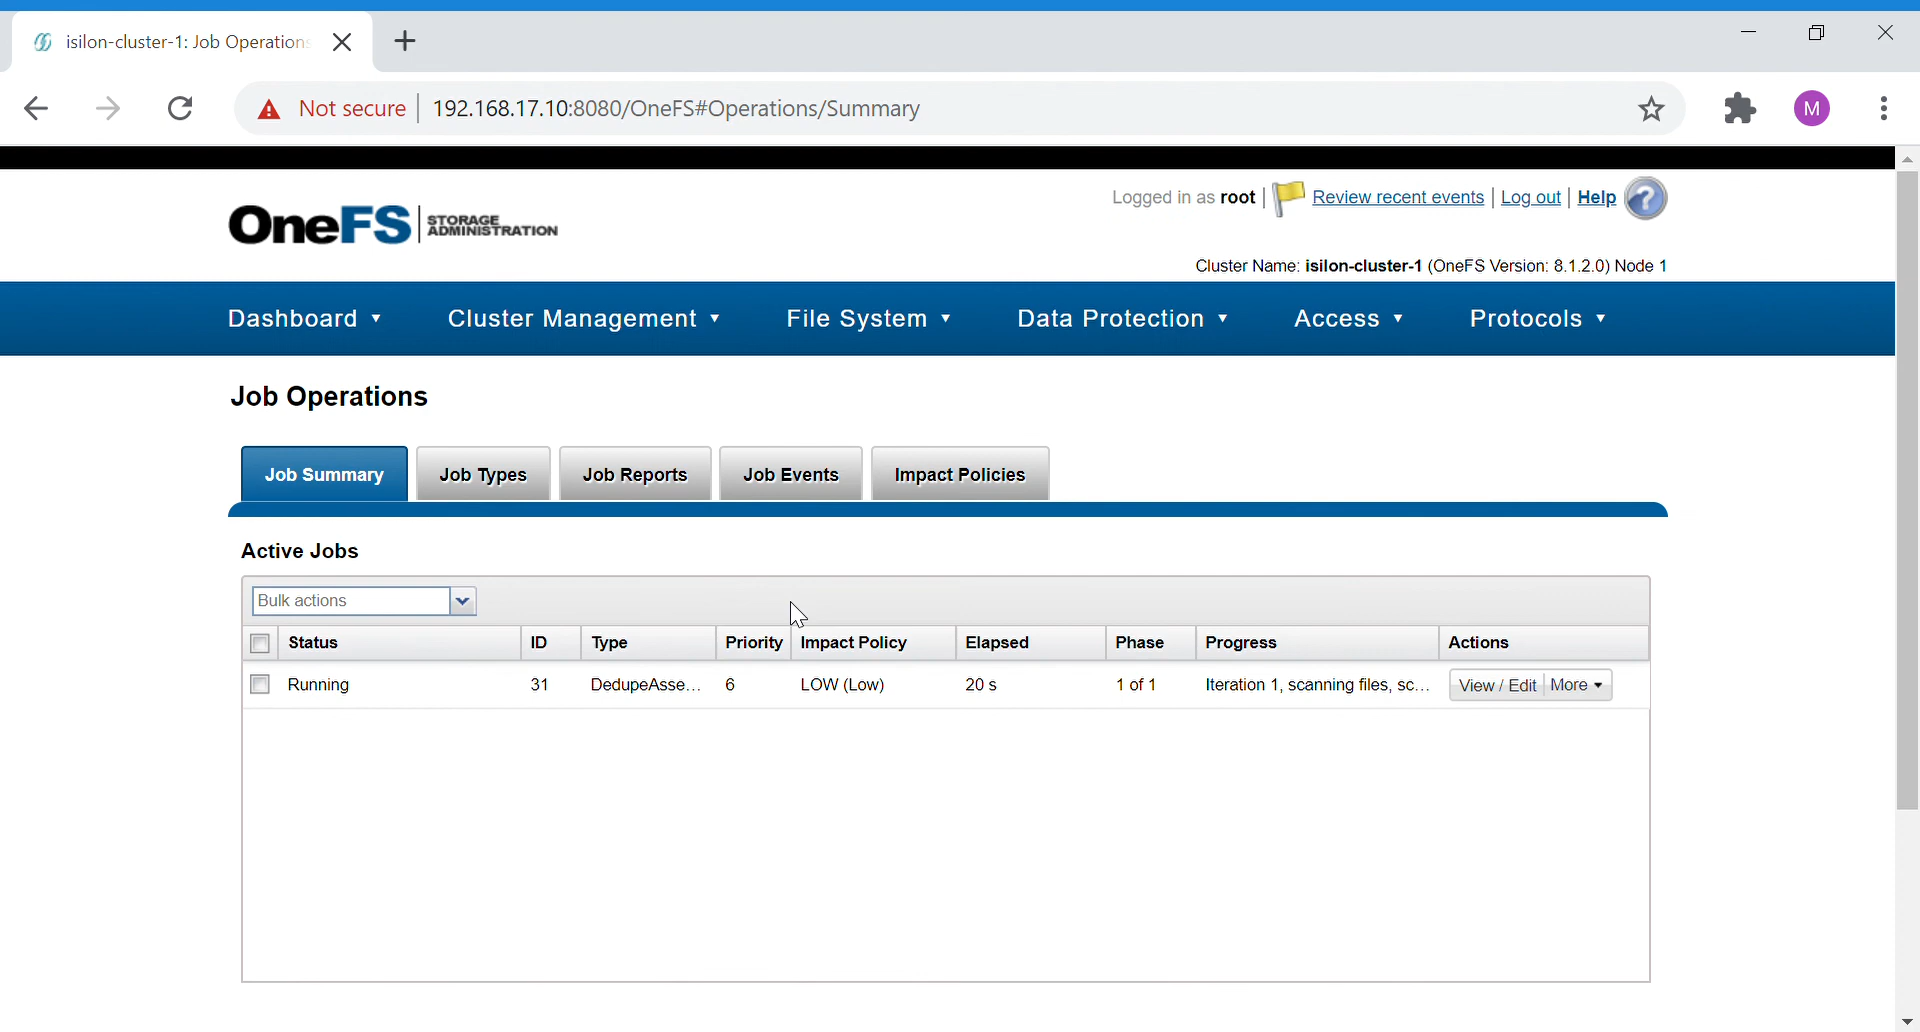 isilon-cluster-1: Job Operations
Not secure 192.168.17.10:8080/OneFS#Operations/Summary
M
Logged in as root Review recent events Log out Help ?
OneFS STORAGE ADMINISTRATION
Cluster Name: isilon-cluster-1 (OneFS Version: 8.1.2.0) Node 1
Dashboard Cluster Management File System Data Protection Access Protocols
Job Operations
Job Summary Job Types Job Reports Job Events Impact Policies
Active Jobs
Bulk actions
Status ID Type Priority Impact Policy Elapsed Phase Progress Actions
Running 31 DedupeAsse... 6 LOW (Low) 20 s 1 of 1 Iteration 1, scanning files, sc... View / Edit More